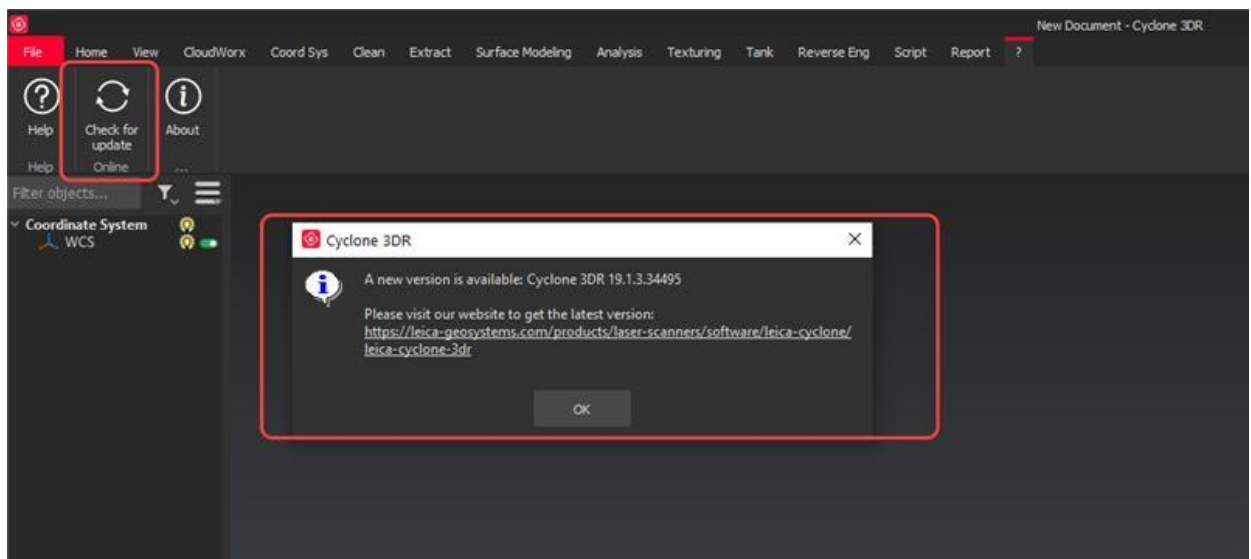 New Document - Cyclone 3DR
File Home View CloudWorx Coord Sys Clean Extract Surface Modeling Analysis Texturing Tank Reverse Eng Script Report ?
Help Check for update About
Help Online ...
Filter objects...
Coordinate System
WCS
Cyclone 3DR
A new version is available: Cyclone 3DR 19.1.3.34495
Please visit our website to get the latest version:
https://leica-geosystems.com/products/laser-scanners/software/leica-cyclone/
leica-cyclone-3dr
OK